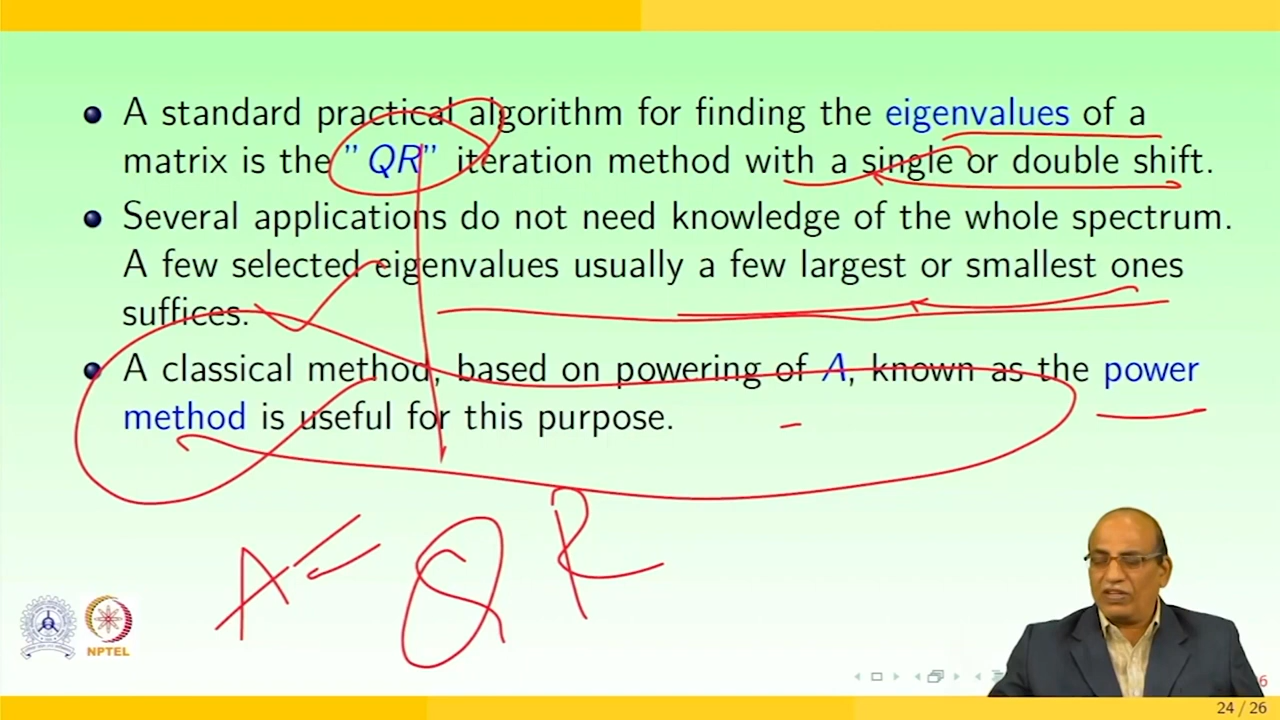 A standard practical algorithm for finding the eigenvalues of a
matrix is the "QR" iteration method with a single or double shift.
Several applications do not need knowledge of the whole spectrum.
A few selected eigenvalues usually a few largest or smallest ones
suffices.
A classical method, based on powering of A, known as the power
method is useful for this purpose.
A = QR
NPTEL
24 / 26